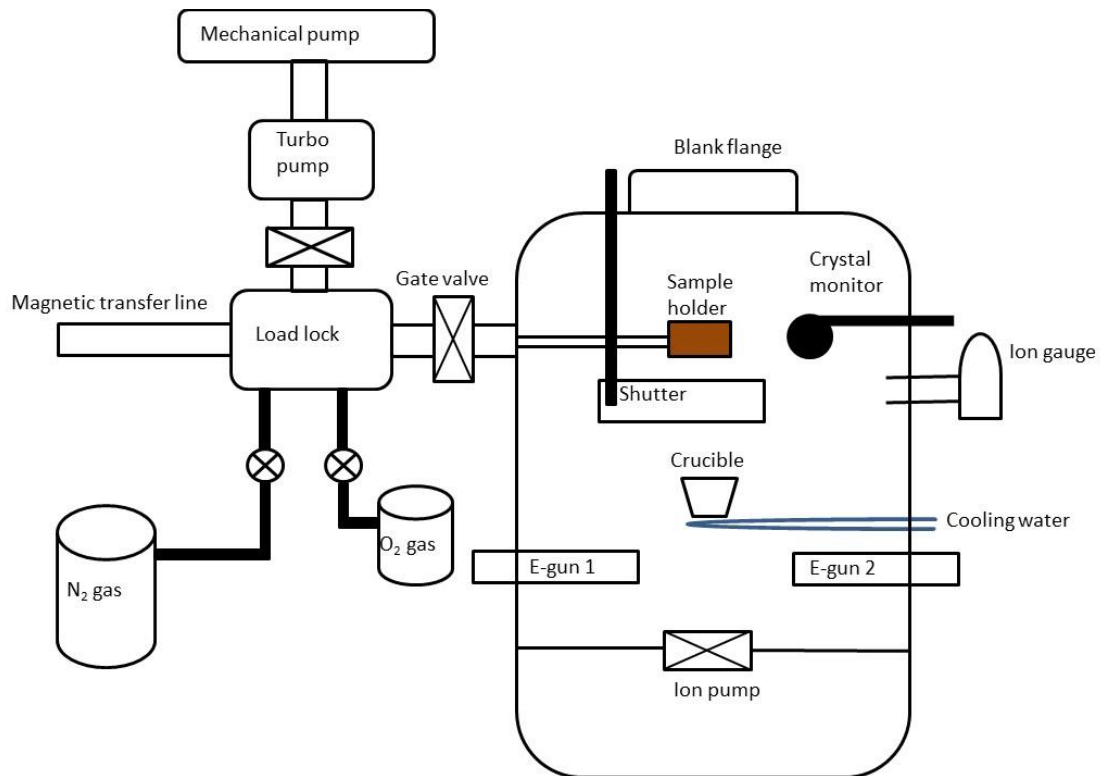 Mechanical pump
Turbo
pump
Blank flange
Gate valve
Crystal
monitor
Sample
holder
Magnetic transfer line
Load lock
Ion gauge
Shutter
Crucible
Cooling water
O₂ gas
E-gun 1
E-gun 2
N₂ gas
Ion pump